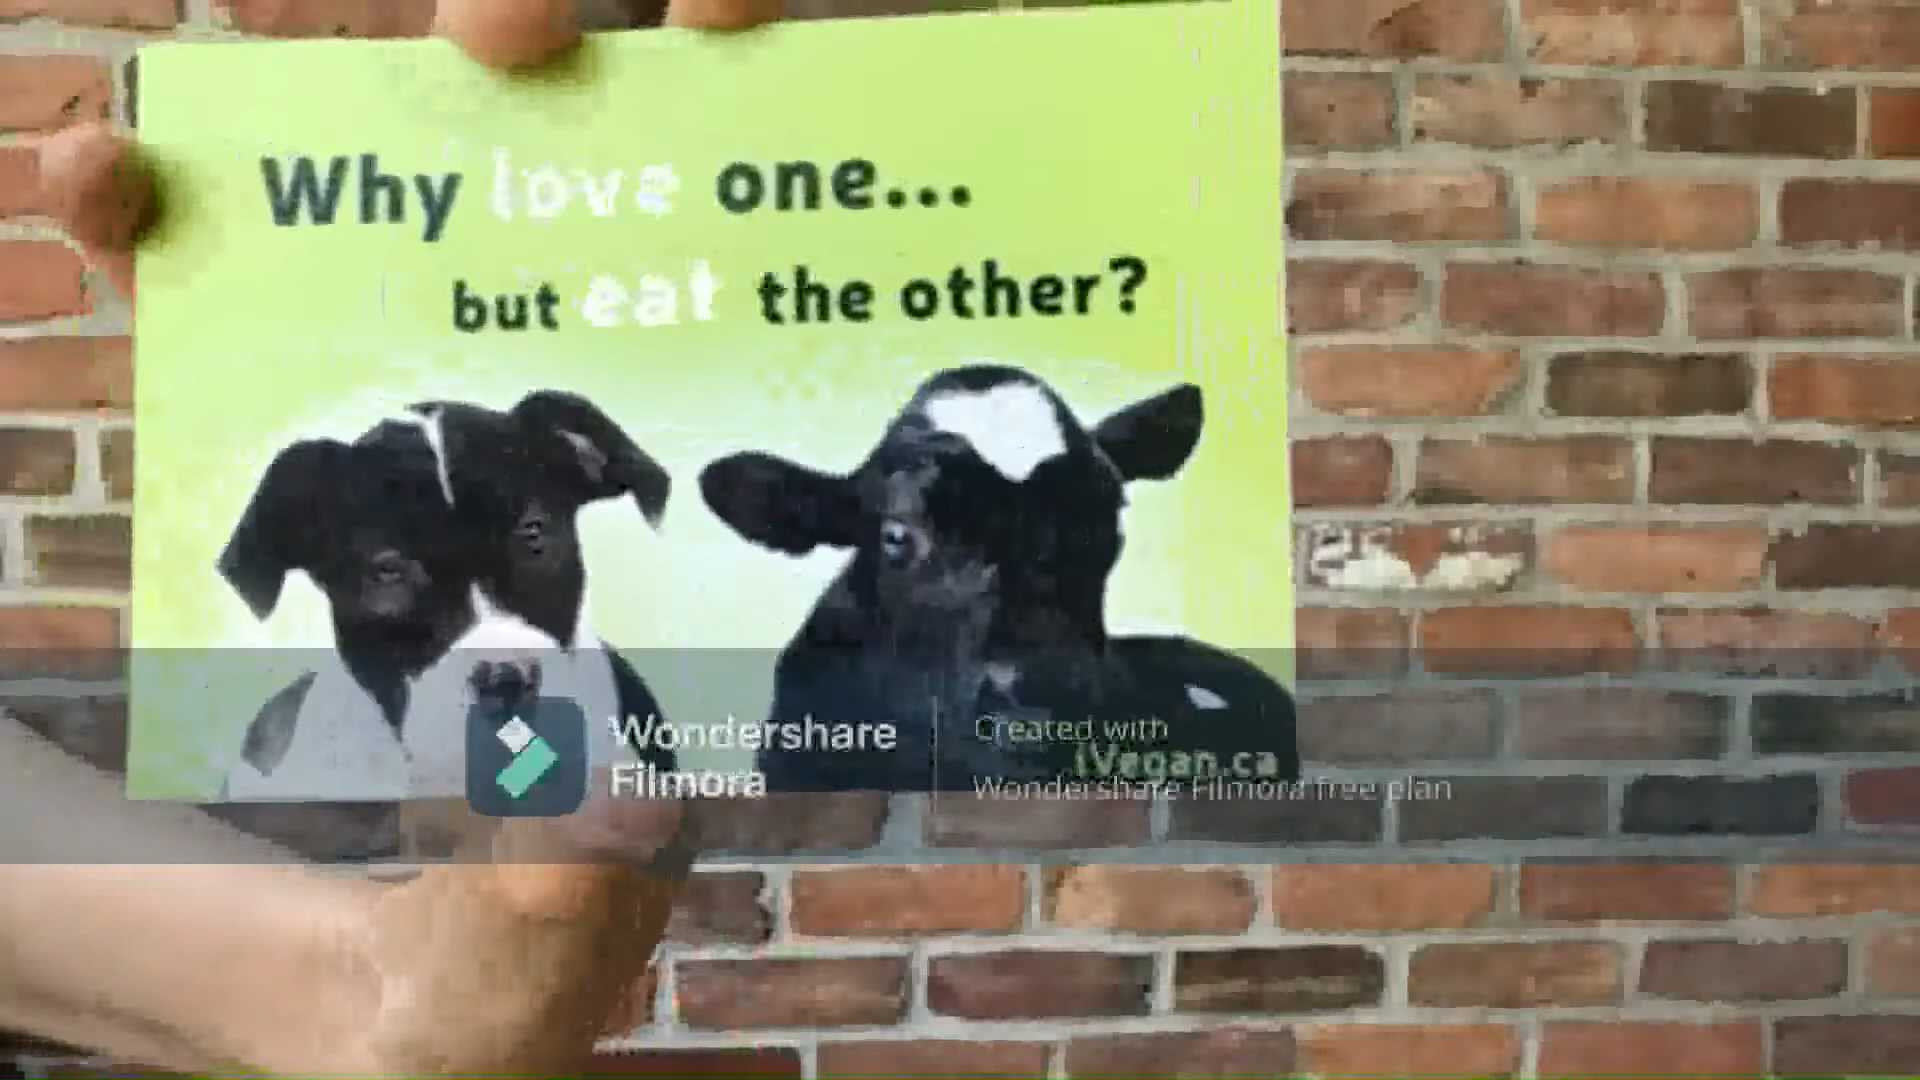 Why love one...
but eat the other?
Wondershare
Filmora
Created with
iVegan.ca
Wondershare Filmora free plan